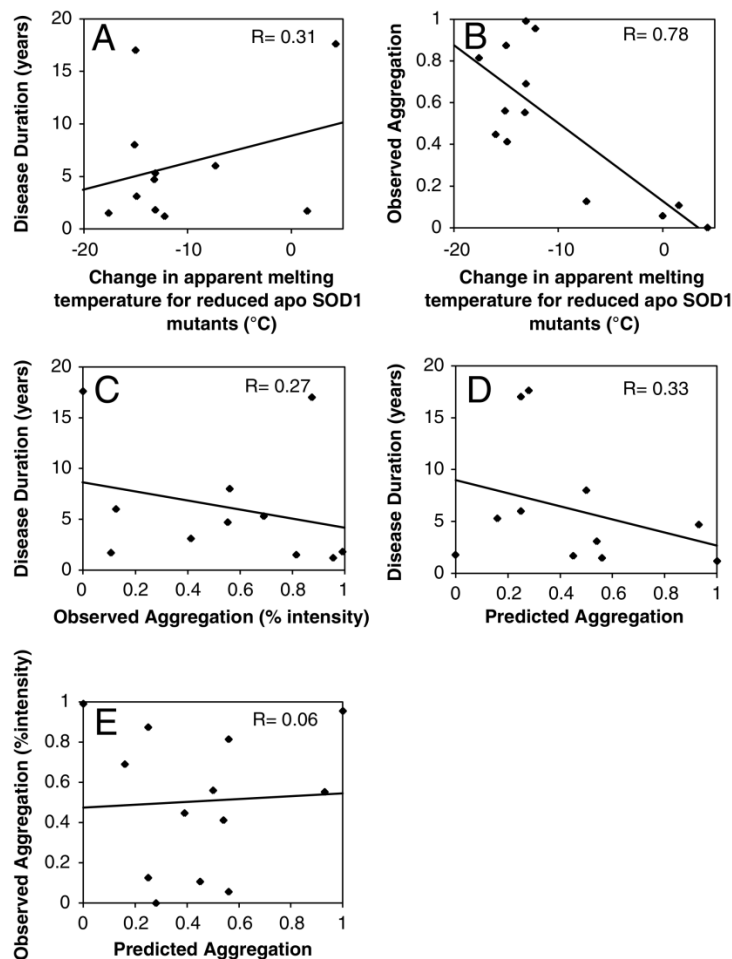 A
R= 0.31
Disease Duration (years)
20
15
10
5
0
-20
-10
0
Change in apparent melting
temperature for reduced apo SOD1
mutants (°C)
B
R= 0.78
Observed Aggregation
1
0.8
0.6
0.4
0.2
0
-20
-10
0
Change in apparent melting
temperature for reduced apo SOD1
mutants (°C)
C
R= 0.27
Disease Duration (years)
20
15
10
5
0
0
0.2
0.4
0.6
0.8
1
Observed Aggregation (% intensity)
D
R= 0.33
Disease Duration (years)
20
15
10
5
0
0
0.2
0.4
0.6
0.8
1
Predicted Aggregation
E
R= 0.06
Observed Aggregation (%intensity)
1
0.8
0.6
0.4
0.2
0
0
0.2
0.4
0.6
0.8
1
Predicted Aggregation